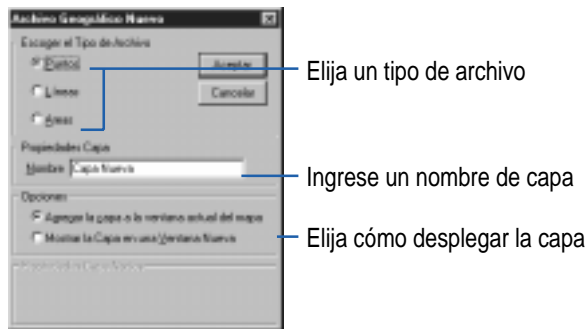 Archivo Geográfico Nuevo
Escoger el Tipo de Archivo
Puntos
Aceptar
Elija un tipo de archivo
Líneas
Cancelar
Áreas
Propiedades Capa
Nombre Capa Nueva
Ingrese un nombre de capa
Opciones
Agregar la capa a la ventana actual del mapa
Mostrar la Capa en una Ventana Nueva
Elija cómo desplegar la capa